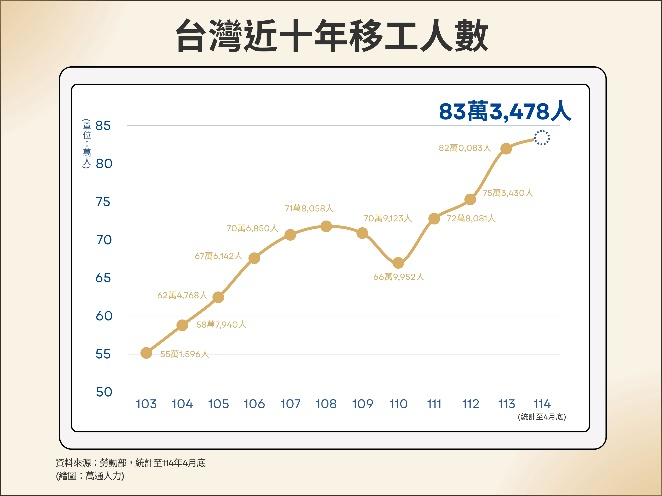 台灣近十年移工人數
83萬3,478人
(單位：萬人)
85
80
75
70
65
60
55
50
55萬1,596人
58萬7,940人
62萬4,768人
67萬6,142人
70萬6,850人
71萬8,058人
70萬9,123人
66萬9,952人
72萬8,081人
75萬3,430人
82萬0,083人
103 104 105 106 107 108 109 110 111 112 113 114
(統計至4月底)
資料來源：勞動部，統計至114年4月底
(繪圖：萬通人力)